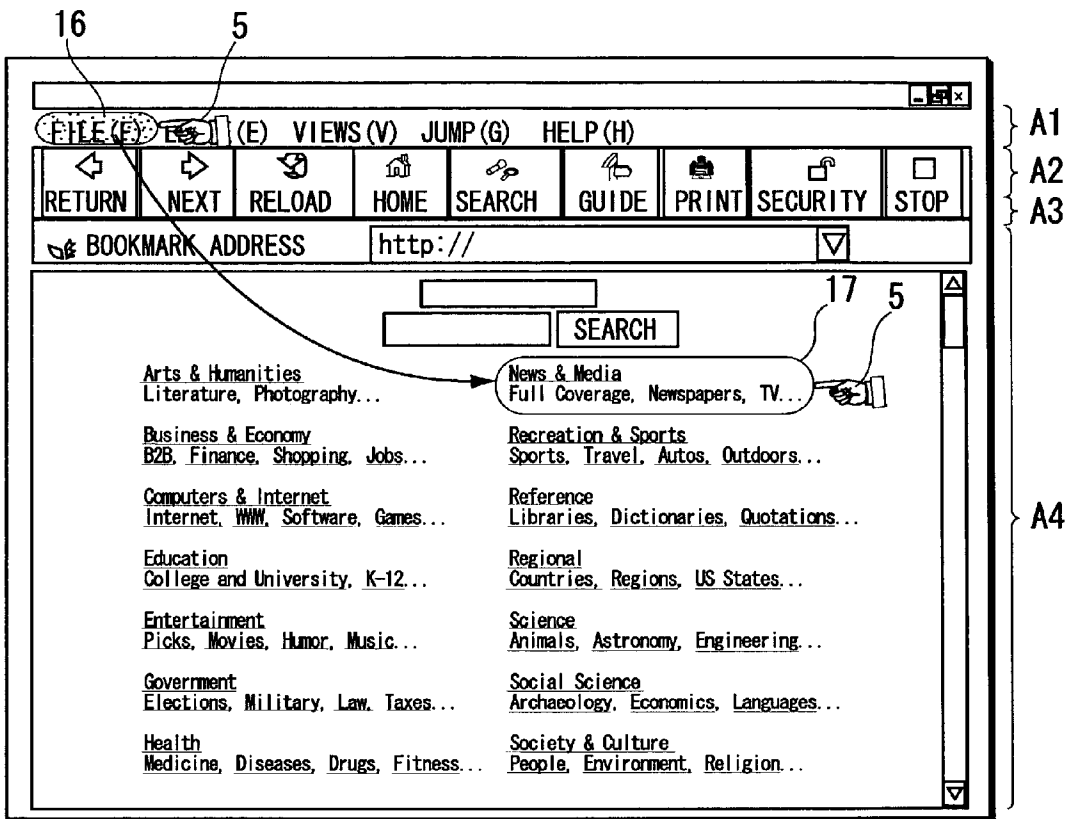 16 5
FILE(F) (E) VIEWS(V) JUMP(G) HELP(H) A1
RETURN NEXT RELOAD HOME SEARCH GUIDE PRINT SECURITY STOP A2
A3
BOOKMARK ADDRESS http://
17 5
SEARCH
Arts & Humanities
Literature, Photography...
News & Media
Full Coverage, Newspapers, TV...
Business & Economy
B2B, Finance, Shopping, Jobs...
Recreation & Sports
Sports, Travel, Autos, Outdoors...
Computers & Internet
Internet, WWW, Software, Games...
Reference
Libraries, Dictionaries, Quotations...
A4
Education
College and University, K-12...
Regional
Countries, Regions, US States...
Entertainment
Picks, Movies, Humor, Music...
Science
Animals, Astronomy, Engineering...
Government
Elections, Military, Law, Taxes...
Social Science
Archaeology, Economics, Languages...
Health
Medicine, Diseases, Drugs, Fitness...
Society & Culture
People, Environment, Religion...